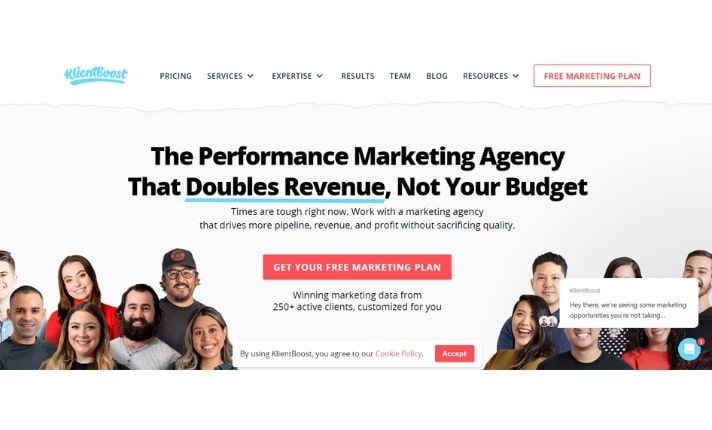 KlientBoost
PRICING SERVICES EXPERTISE RESULTS TEAM BLOG RESOURCES FREE MARKETING PLAN
The Performance Marketing Agency
That Doubles Revenue, Not Your Budget
Times are tough right now. Work with a marketing agency
that drives more pipeline, revenue, and profit without sacrificing quality.
GET YOUR FREE MARKETING PLAN
Winning marketing data from
250+ active clients, customized for you
KlientBoost
Hey there, we're seeing some marketing
opportunities you're not taking...
1
By using KlientBoost, you agree to our Cookie Policy. Accept